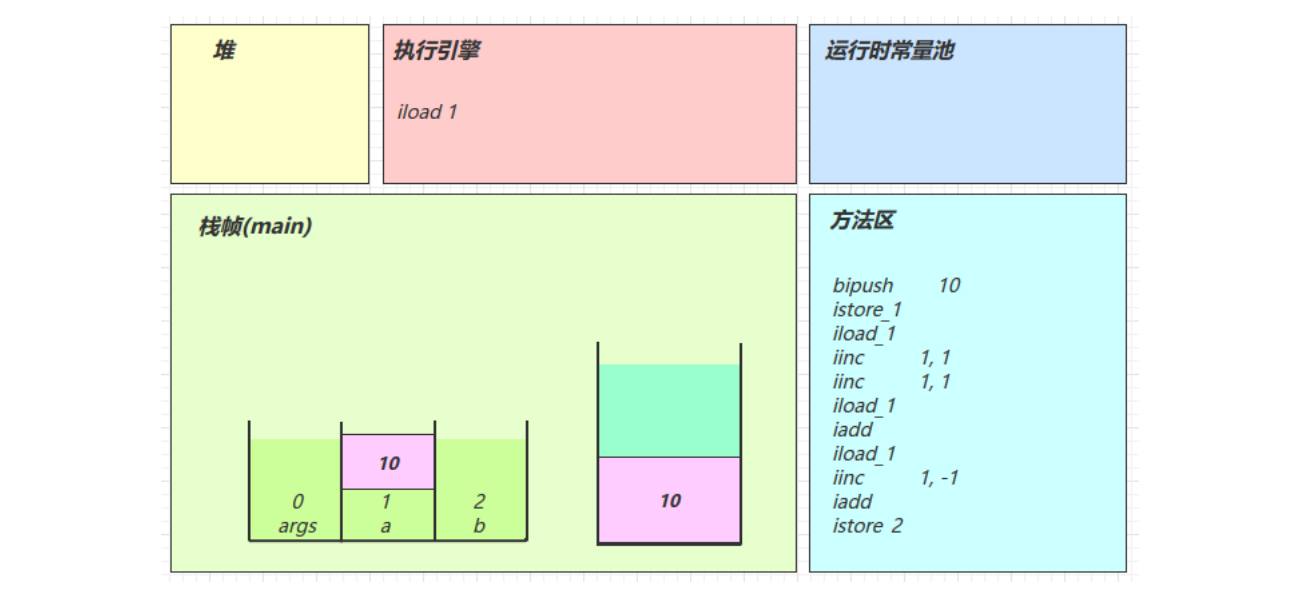 堆
执行引擎
iload 1
运行时常量池
栈帧(main)
10
0 1 2
args a b
10
方法区
bipush 10
istore_1
iload_1
iinc 1, 1
iinc 1, 1
iload_1
iadd
iload_1
iinc 1, -1
iadd
istore 2